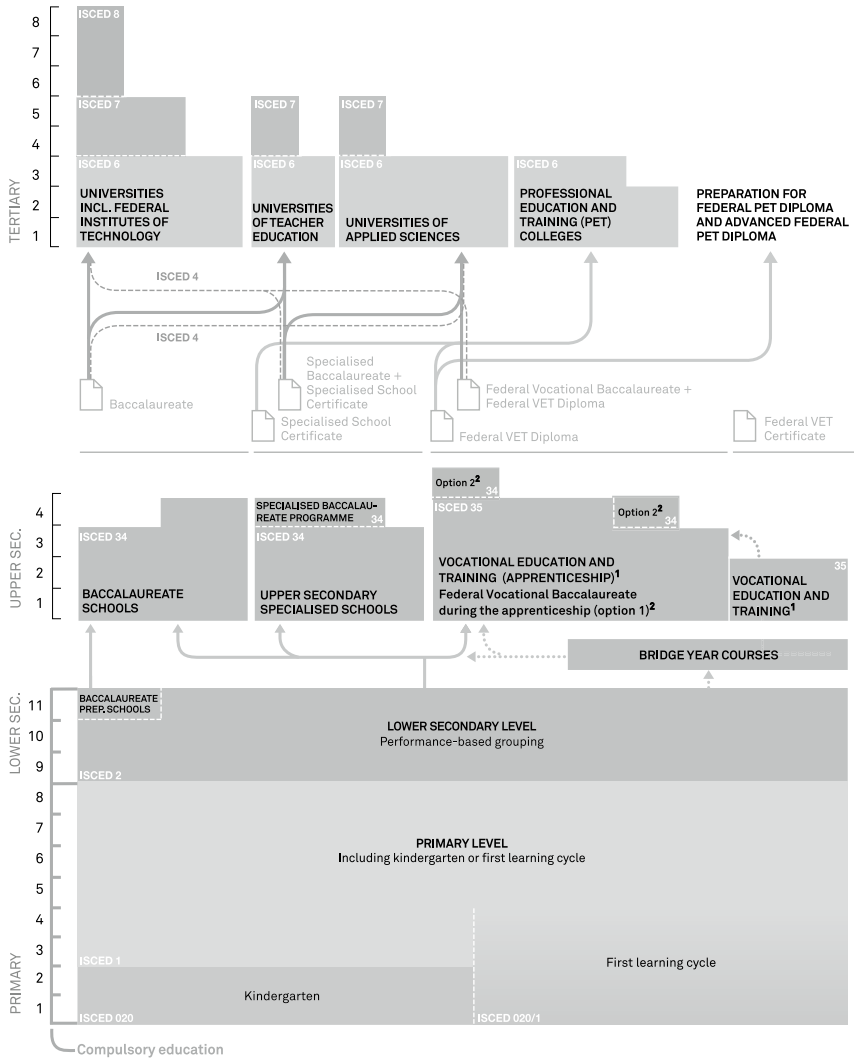 8
7
6
5
4
3
2
1
TERTIARY
ISCED 8
ISCED 7
ISCED 7
ISCED 7
ISCED 6
UNIVERSITIES
INCL. FEDERAL
INSTITUTES OF
TECHNOLOGY
ISCED 6
UNIVERSITIES
OF TEACHER
EDUCATION
ISCED 6
UNIVERSITIES OF
APPLIED SCIENCES
ISCED 6
PROFESSIONAL
EDUCATION AND
TRAINING (PET)
COLLEGES
PREPARATION FOR
FEDERAL PET DIPLOMA
AND ADVANCED FEDERAL
PET DIPLOMA
ISCED 4
ISCED 4
Baccalaureate
Specialised
Baccalaureate +
Specialised School
Certificate
Specialised School
Certificate
Federal Vocational Baccalaureate +
Federal VET Diploma
Federal VET Diploma
Federal VET
Certificate
4
3
2
1
UPPER SEC.
ISCED 34
BACCALAUREATE
SCHOOLS
SPECIALISED BACCALAU-
REATE PROGRAMME
34
ISCED 34
UPPER SECONDARY
SPECIALISED SCHOOLS
Option 2²
34
ISCED 35
Option 2²
34
VOCATIONAL EDUCATION AND
TRAINING (APPRENTICESHIP)¹
Federal Vocational Baccalaureate
during the apprenticeship (option 1)²
35
VOCATIONAL
EDUCATION AND
TRAINING¹
BRIDGE YEAR COURSES
11
10
9
LOWER SEC.
BACCALAUREATE
PREP. SCHOOLS
LOWER SECONDARY LEVEL
Performance-based grouping
ISCED 2
8
7
6
5
4
3
2
1
PRIMARY
PRIMARY LEVEL
Including kindergarten or first learning cycle
ISCED 1
First learning cycle
Kindergarten
ISCED 020
ISCED 020/1
Compulsory education